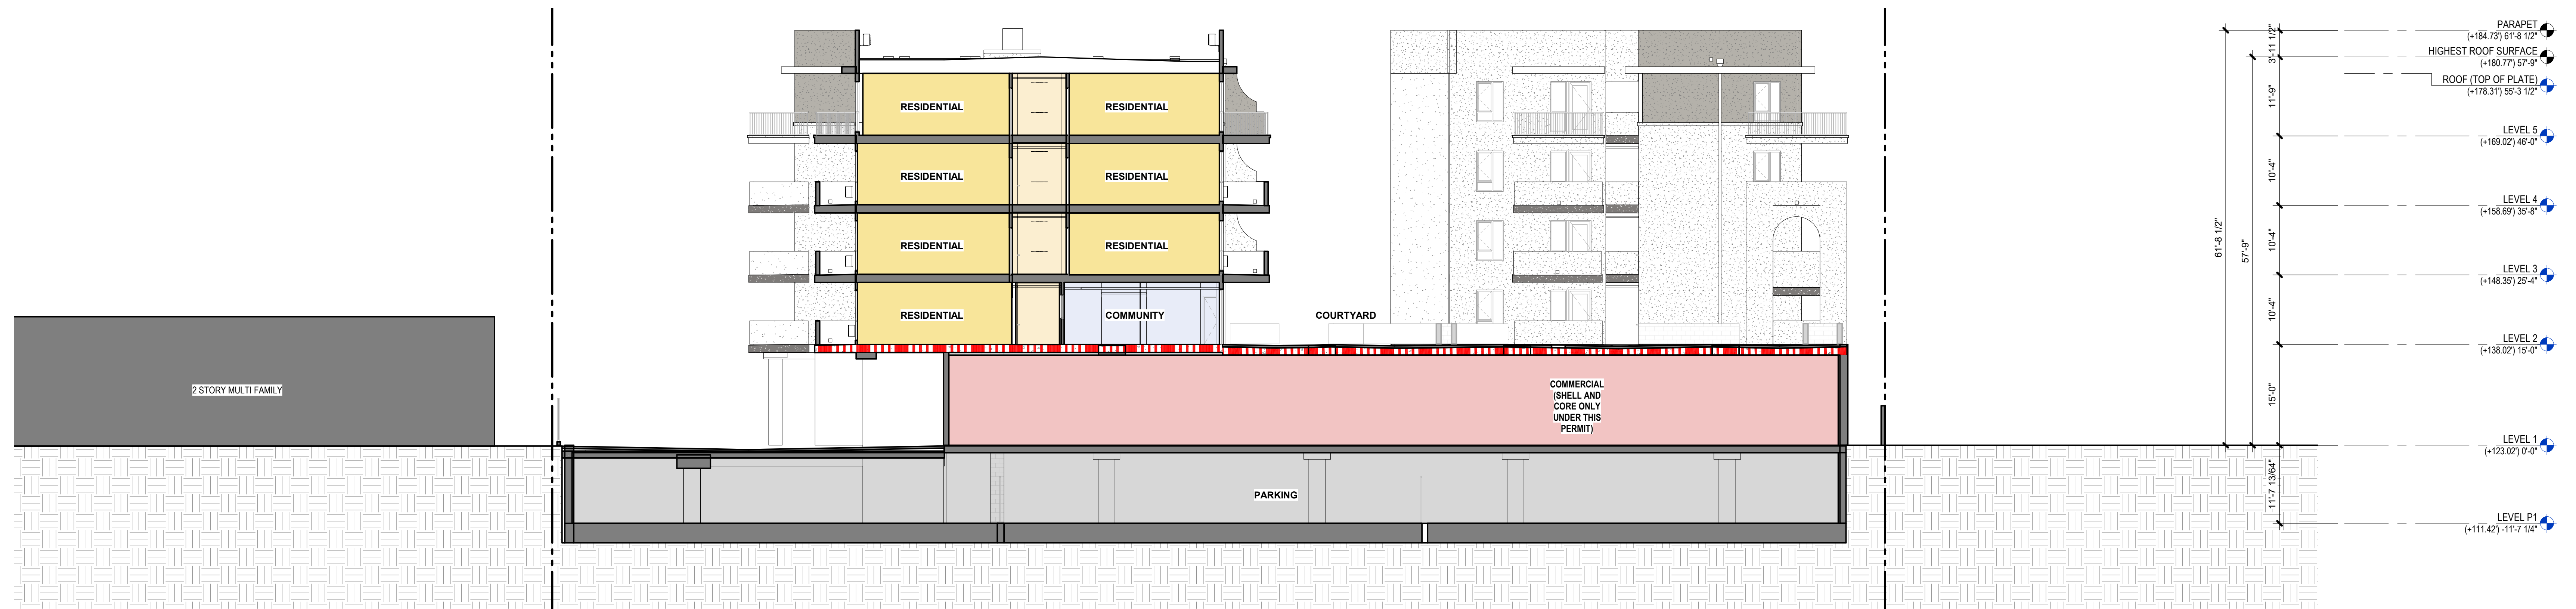 PARAPET
(+184.73') 61'-8 1/2"
HIGHEST ROOF SURFACE
(+180.77') 57'-9"
ROOF (TOP OF PLATE)
(+178.31') 55'-3 1/2"
3'-11 1/2"
11'-9"
RESIDENTIAL
RESIDENTIAL
LEVEL 5
(+169.02') 46'-0"
10'-4"
RESIDENTIAL
RESIDENTIAL
LEVEL 4
(+158.69') 35'-8"
61'-8 1/2"
57'-9"
10'-4"
RESIDENTIAL
RESIDENTIAL
LEVEL 3
(+148.35') 25'-4"
10'-4"
RESIDENTIAL
COMMUNITY
COURTYARD
LEVEL 2
(+138.02') 15'-0"
2 STORY MULTI FAMILY
COMMERCIAL
(SHELL AND
CORE ONLY
UNDER THIS
PERMIT)
15'-0"
LEVEL 1
(+123.02') 0'-0"
PARKING
11'-7 13/64"
LEVEL P1
(+111.42') -11'-7 1/4"